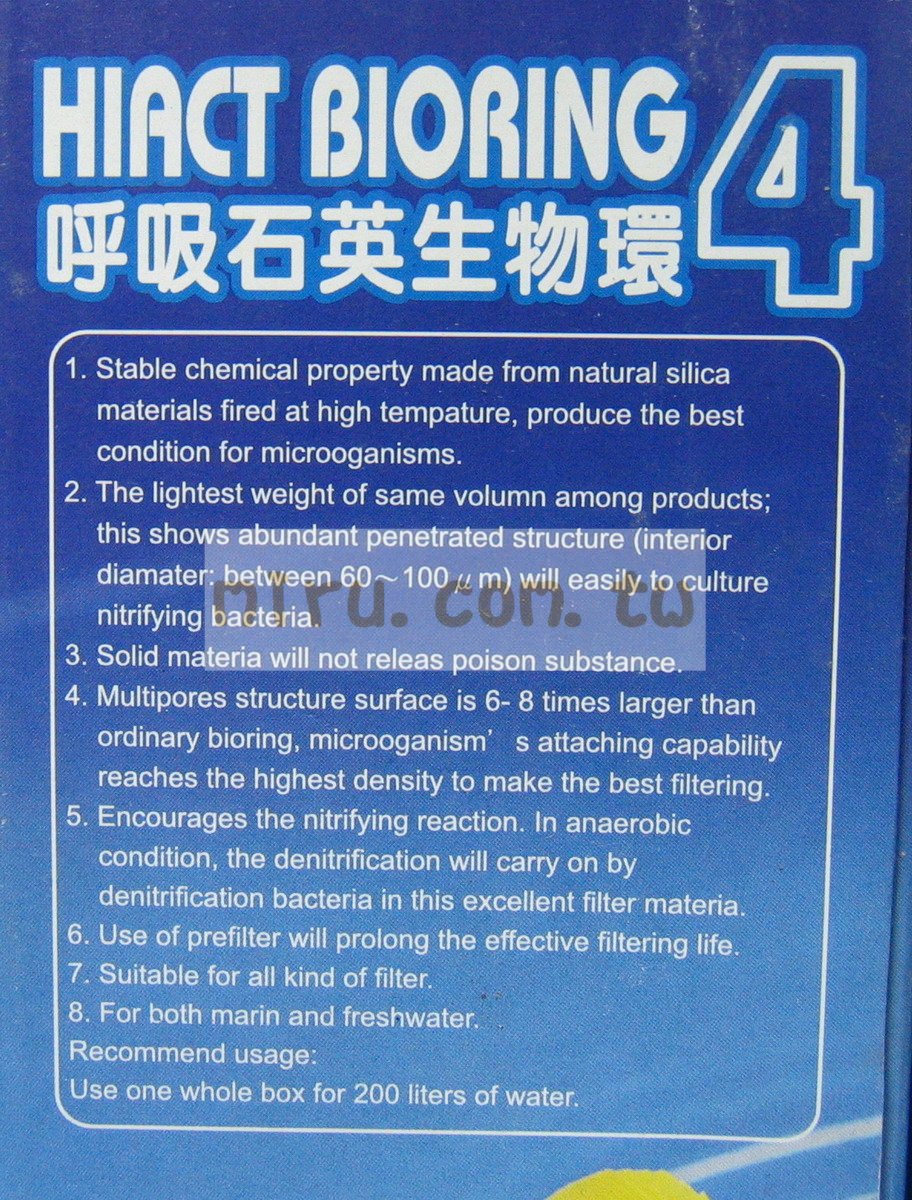 HIACT BIORING 4
呼吸石英生物環
1. Stable chemical property made from natural silica
materials fired at high tempature, produce the best
condition for microoganisms.
2. The lightest weight of same volumn among products;
this shows abundant penetrated structure (interior
diamater: between 60～100μm) will easily to culture
nitrifying bacteria.
miru.com.tw
3. Solid materia will not releas poison substance.
4. Multipores structure surface is 6- 8 times larger than
ordinary bioring, microoganism’ s attaching capability
reaches the highest density to make the best filtering.
5. Encourages the nitrifying reaction. In anaerobic
condition, the denitrification will carry on by
denitrification bacteria in this excellent filter materia.
6. Use of prefilter will prolong the effective filtering life.
7. Suitable for all kind of filter.
8. For both marin and freshwater.
Recommend usage:
Use one whole box for 200 liters of water.